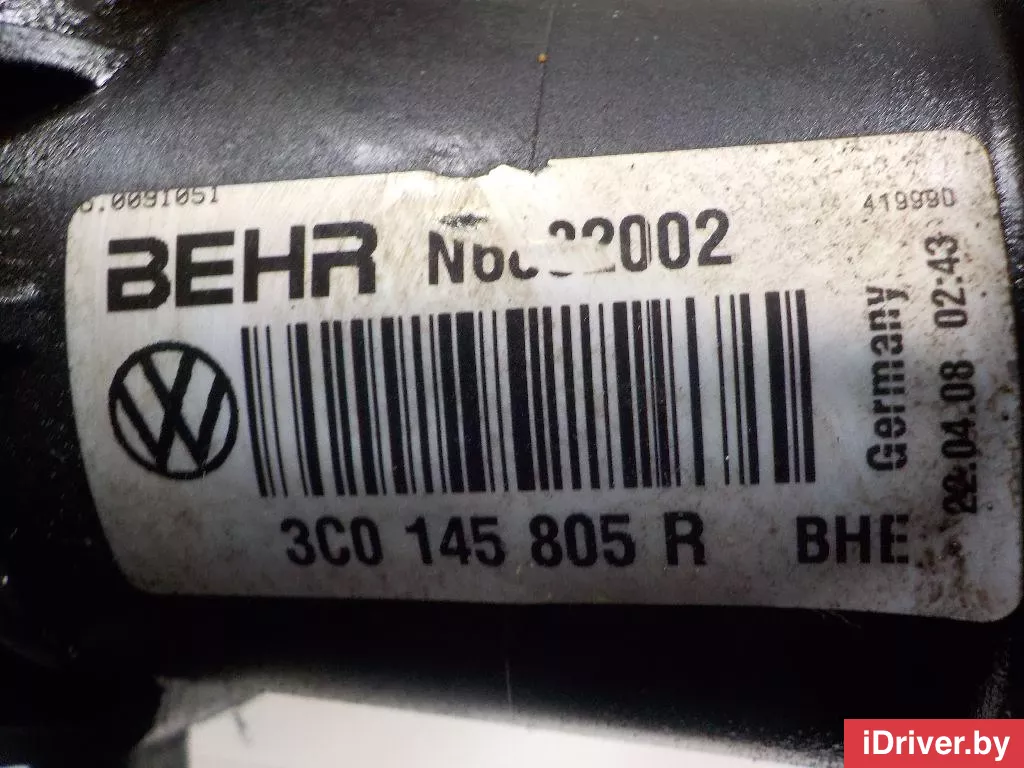 419990
BEHR
3C0 145 805 R BHE
Germany
22.04.08 02:43
iDriver.by